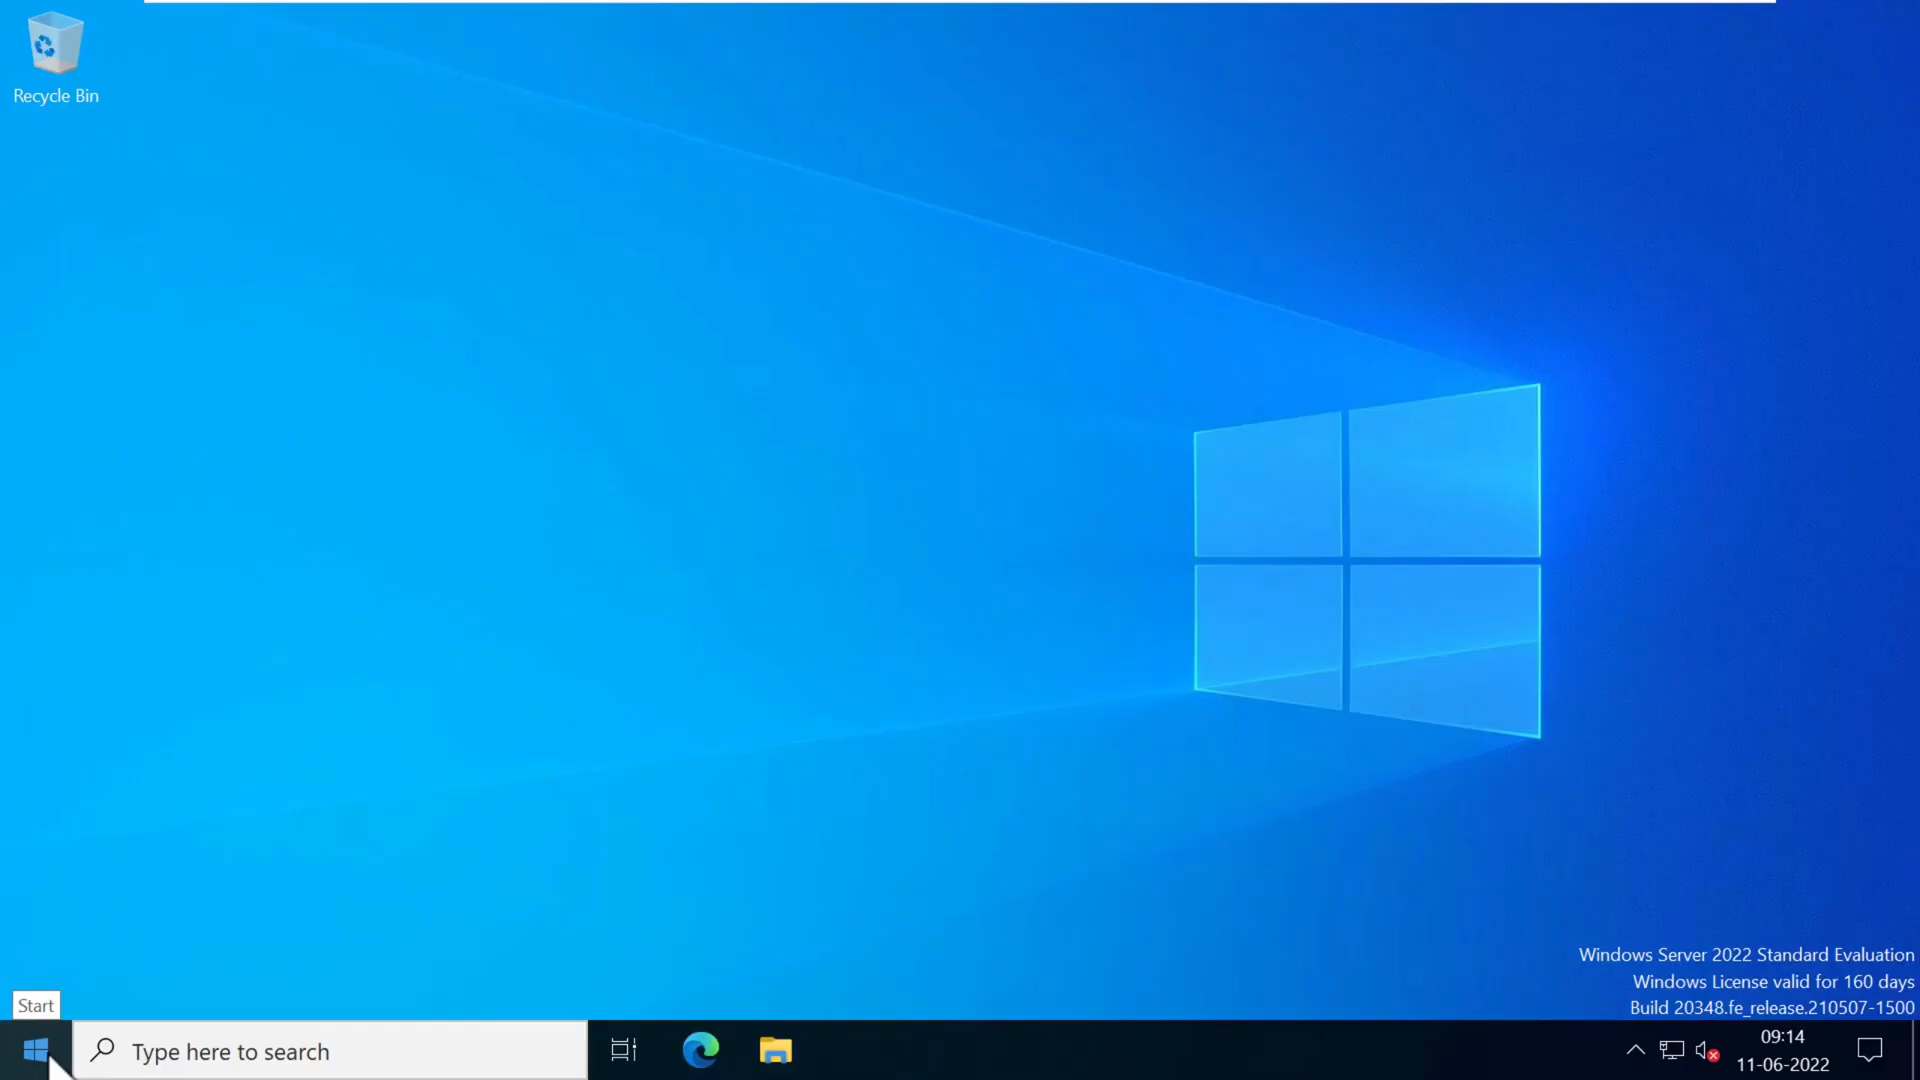 Recycle Bin
Windows Server 2022 Standard Evaluation
Windows License valid for 160 days
Build 20348.fe_release.210507-1500
Start
Type here to search
09:14
11-06-2022